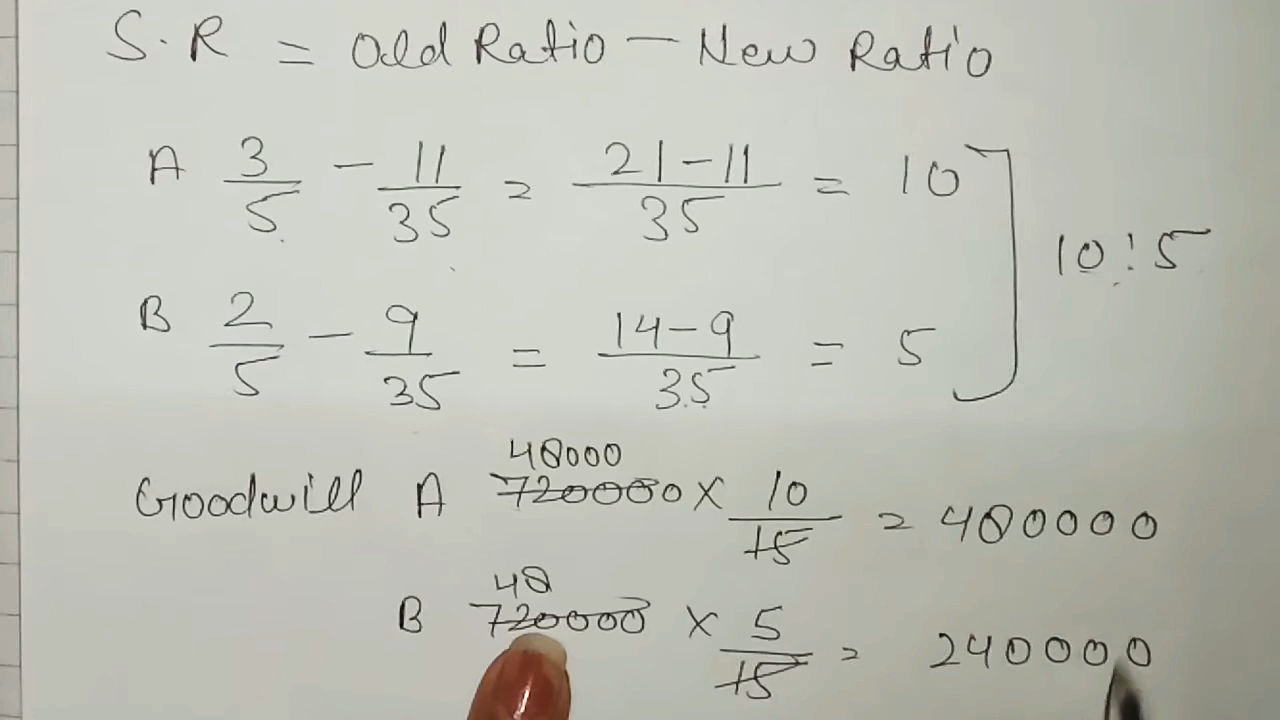 S.R = Old Ratio - New Ratio
A 3/5 - 11/35 = 21-11/35 = 10
10:5
B 2/5 - 9/35 = 14-9/35 = 5
48000
Goodwill A 720000 × 10/15 = 480000
48
B 720000 × 5/15 = 240000